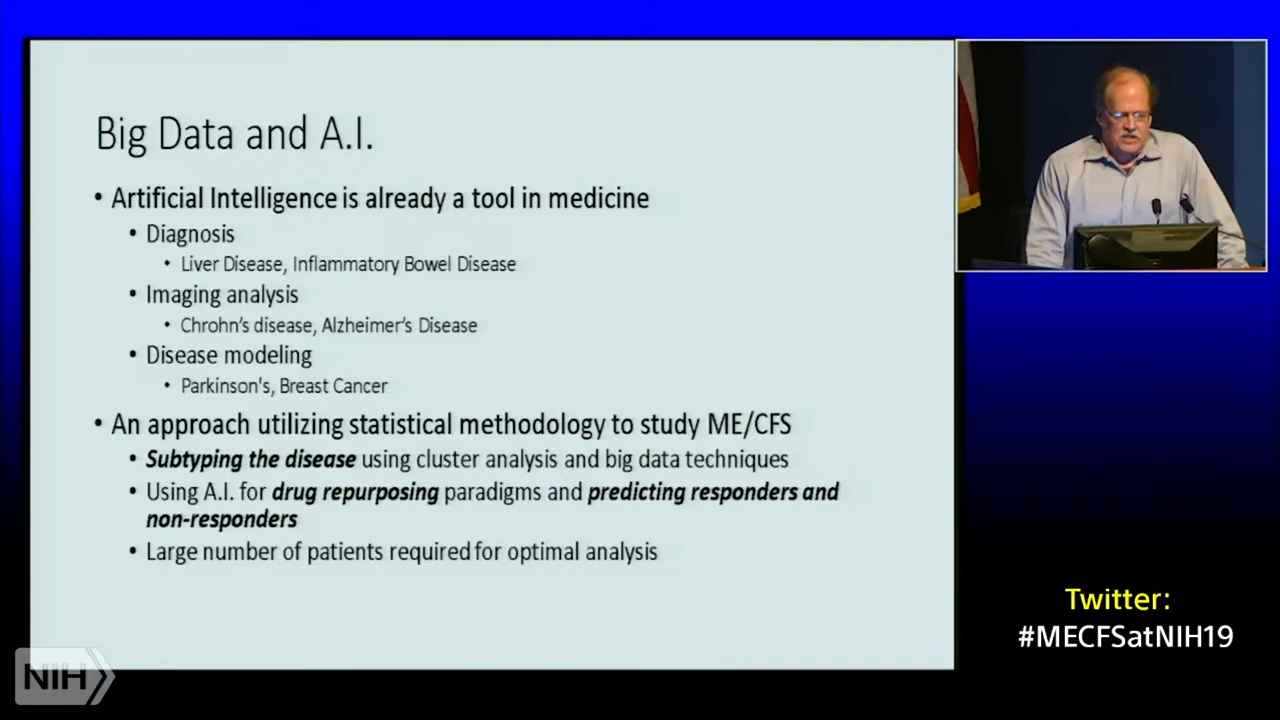 Big Data and A.I.
• Artificial Intelligence is already a tool in medicine
• Diagnosis
• Liver Disease, Inflammatory Bowel Disease
• Imaging analysis
• Chrohn's disease, Alzheimer's Disease
• Disease modeling
• Parkinson's, Breast Cancer
• An approach utilizing statistical methodology to study ME/CFS
• Subtyping the disease using cluster analysis and big data techniques
• Using A.I. for drug repurposing paradigms and predicting responders and
non-responders
• Large number of patients required for optimal analysis
Twitter:
#MECFSatNIH19
NIH